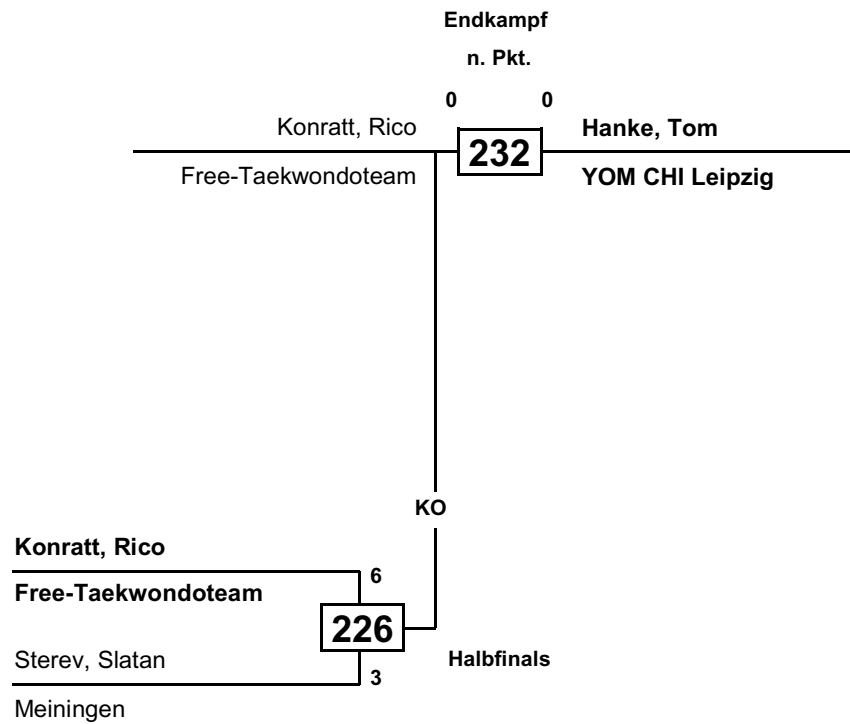 Endkampf
n. Pkt.
0 0
Konratt, Rico 232 Hanke, Tom
Free-Taekwondoteam YOM CHI Leipzig
KO
Konratt, Rico
6
Free-Taekwondoteam
226
Sterev, Slatan Halbfinals
3
Meiningen